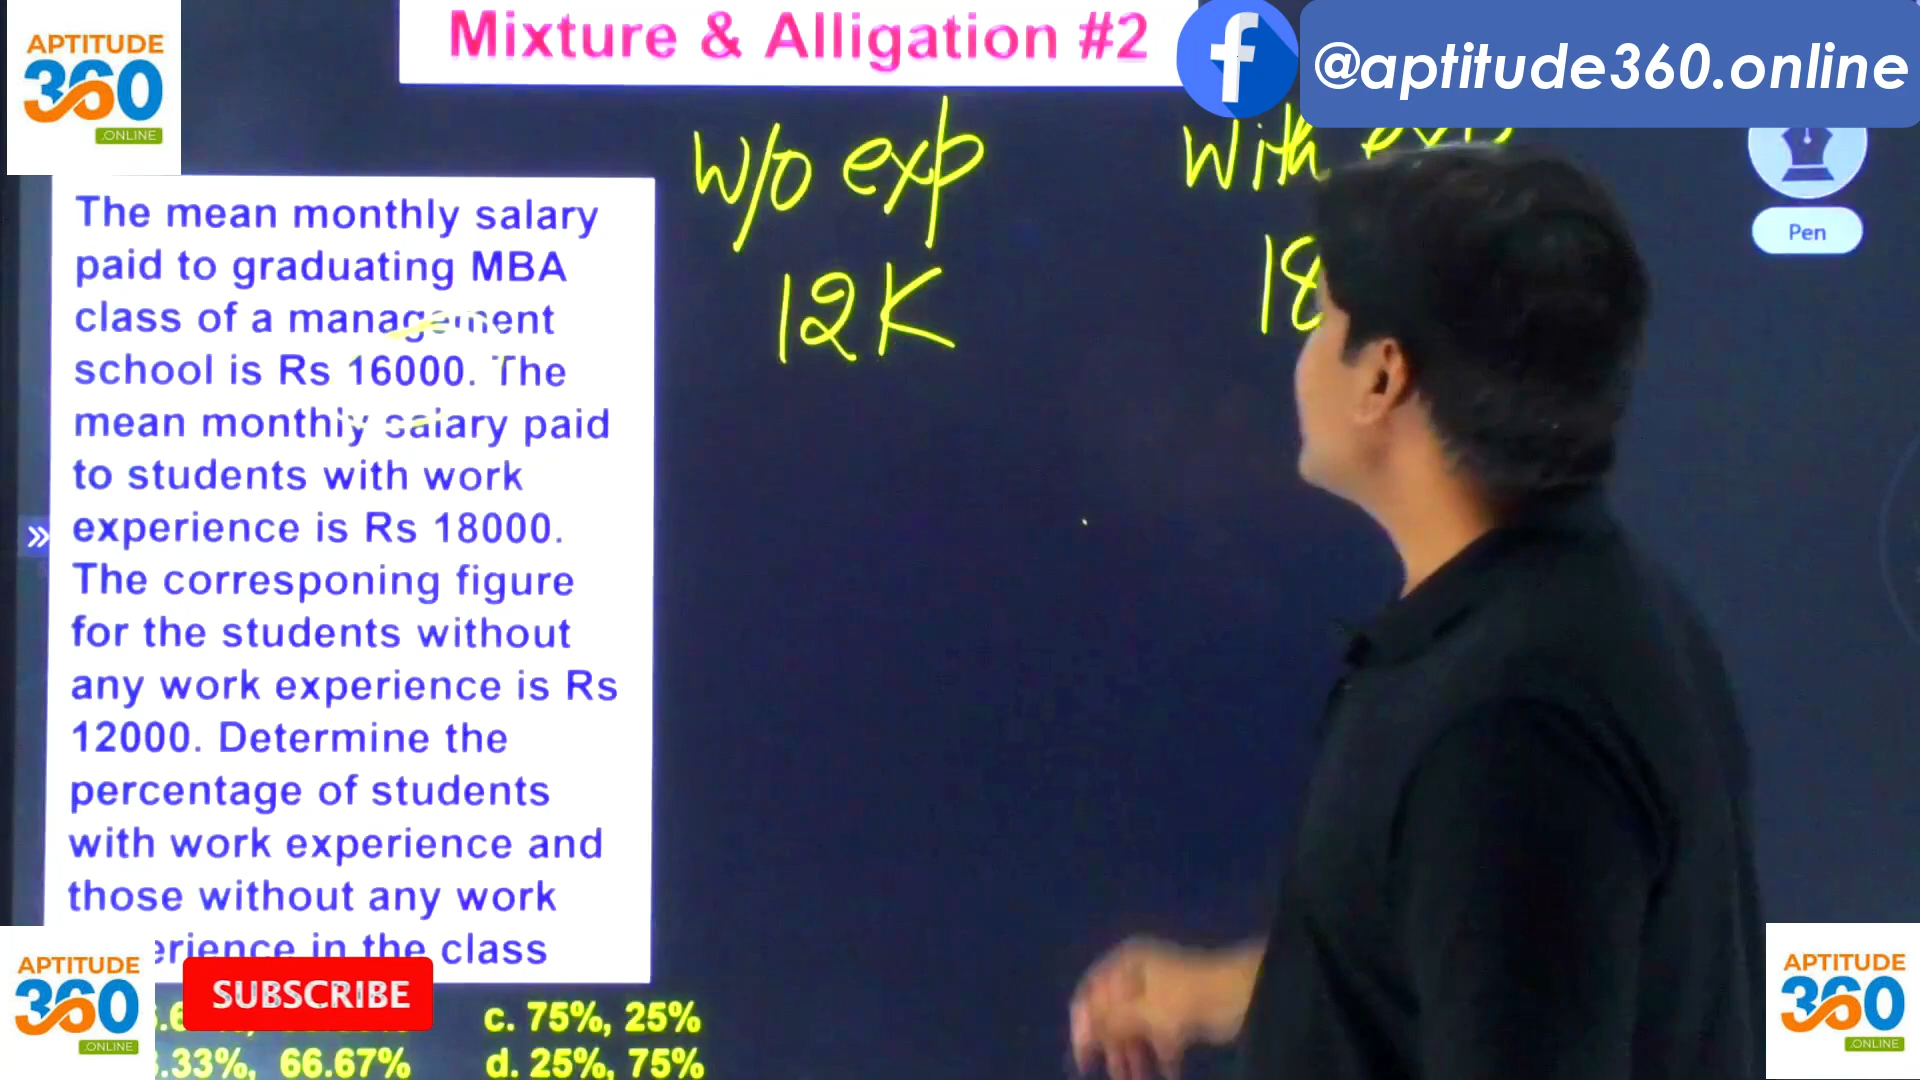 Mixture & Alligation #2
@aptitude360.online
APTITUDE
360
.ONLINE
w/o exp
With
12K
18
Pen
The mean monthly salary
paid to graduating MBA
class of a management
school is Rs 16000. The
mean monthly salary paid
to students with work
experience is Rs 18000.
The corresponing figure
for the students without
any work experience is Rs
12000. Determine the
percentage of students
with work experience and
those without any work
in the class
c. 75%, 25%
66.67%
d. 25%, 75%
SUBSCRIBE
APTITUDE
360
.ONLINE
APTITUDE
360
.ONLINE